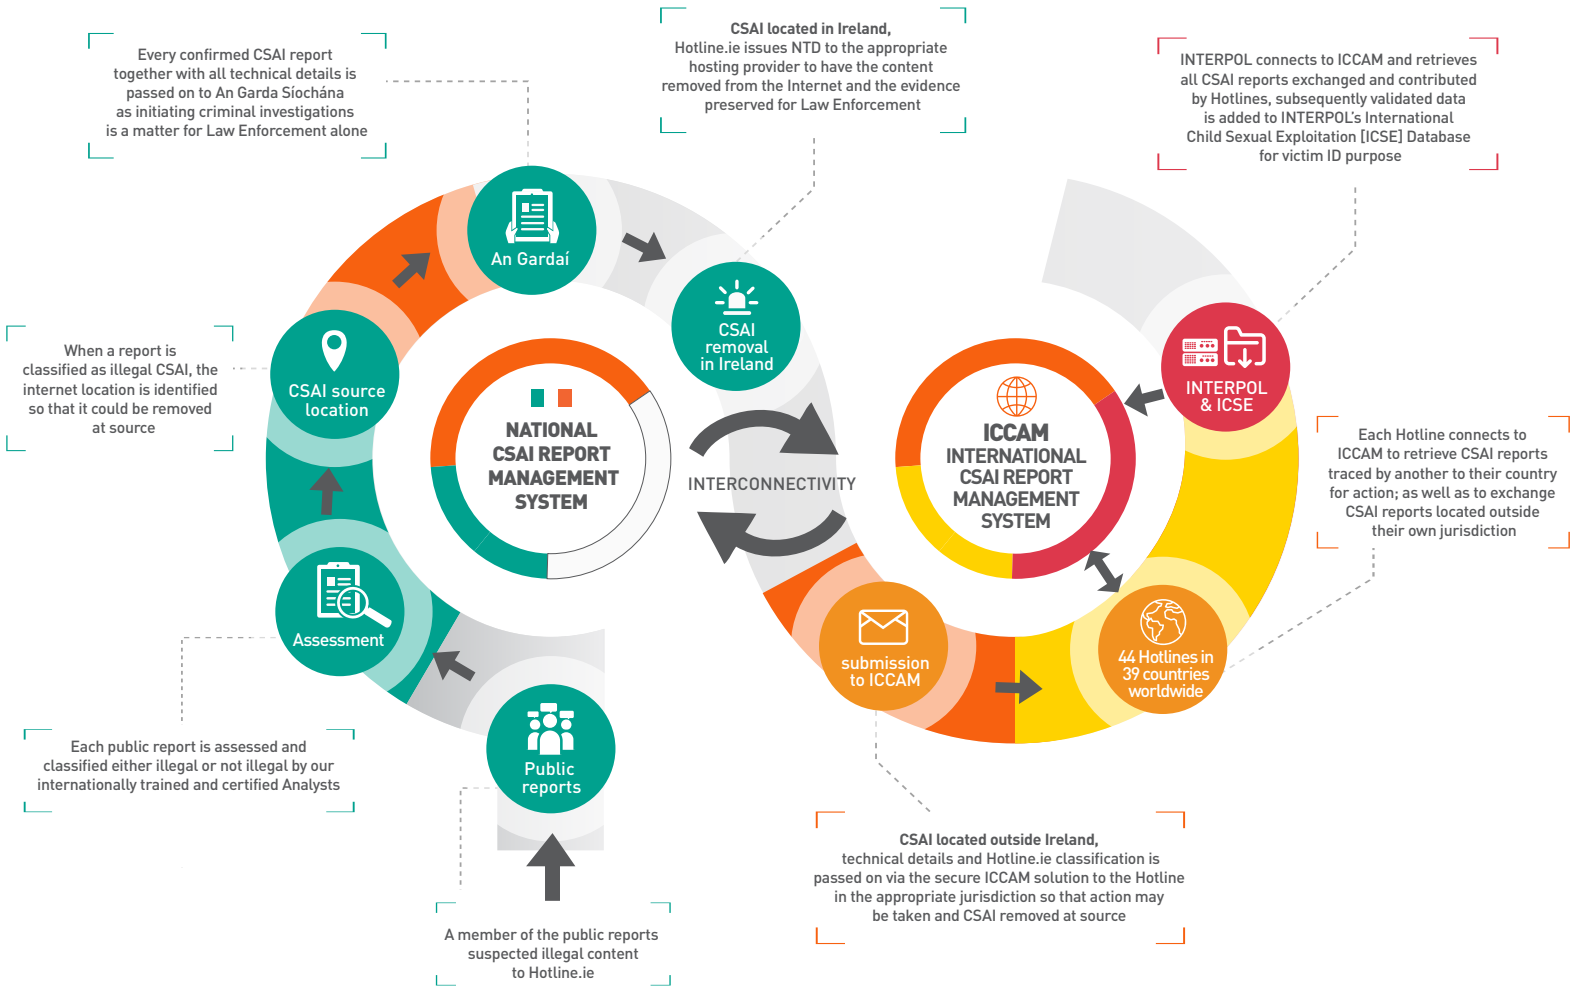 Every confirmed CSAI report
together with all technical details is
passed on to An Garda Síochána
as initiating criminal investigations
is a matter for Law Enforcement alone
CSAI located in Ireland,
Hotline.ie issues NTD to the appropriate
hosting provider to have the content
removed from the Internet and the evidence
preserved for Law Enforcement
INTERPOL connects to ICCAM and retrieves
all CSAI reports exchanged and contributed
by Hotlines, subsequently validated data
is added to INTERPOL's International
Child Sexual Exploitation [ICSE] Database
for victim ID purpose
An Gardaí
CSAI
removal
in Ireland
When a report is
classified as illegal CSAI, the
internet location is identified
so that it could be removed
at source
CSAI source
location
NATIONAL
CSAI REPORT
MANAGEMENT
SYSTEM
INTERCONNECTIVITY
ICCAM
INTERNATIONAL
CSAI REPORT
MANAGEMENT
SYSTEM
INTERPOL
& ICSE
Each Hotline connects to
ICCAM to retrieve CSAI reports
traced by another to their country
for action; as well as to exchange
CSAI reports located outside
their own jurisdiction
Assessment
submission
to ICCAM
44 Hotlines in
39 countries
worldwide
Each public report is assessed and
classified either illegal or not illegal by our
internationally trained and certified Analysts
Public
reports
CSAI located outside Ireland,
technical details and Hotline.ie classification is
passed on via the secure ICCAM solution to the Hotline
in the appropriate jurisdiction so that action may
be taken and CSAI removed at source
A member of the public reports
suspected illegal content
to Hotline.ie